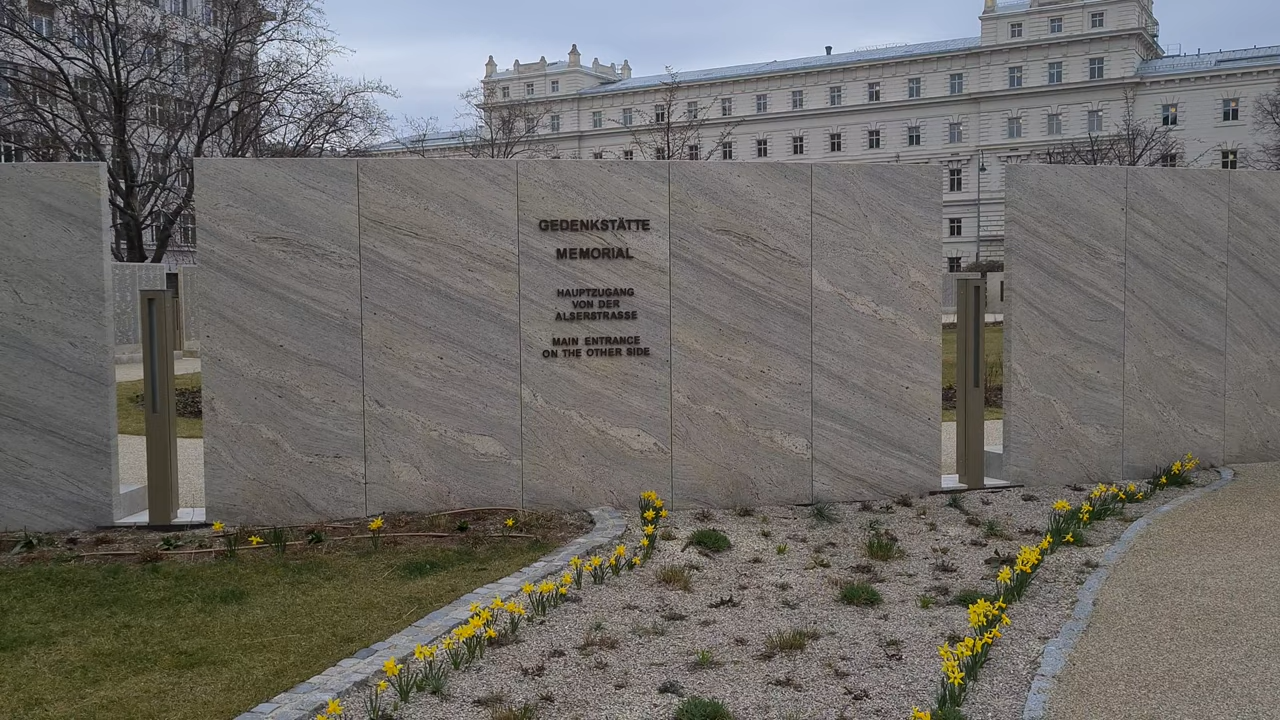 GEDENKSTÄTTE
MEMORIAL
HAUPTZUGANG
VON DER
ALSERSTRASSE
MAIN ENTRANCE
ON THE OTHER SIDE